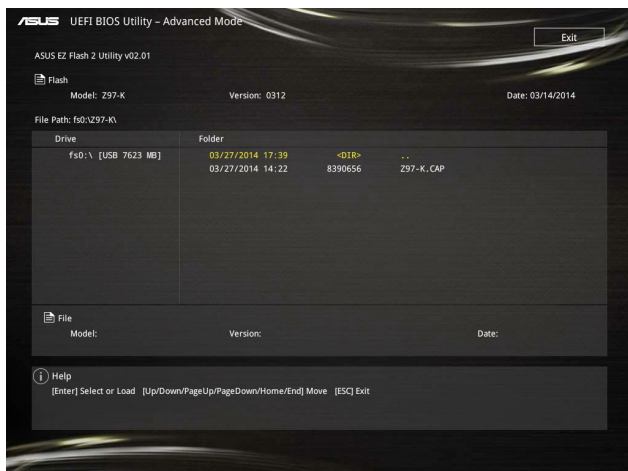 ASUS UEFI BIOS Utility – Advanced Mode
Exit
ASUS EZ Flash 2 Utility v02.01
Flash
Model: Z97-K Version: 0312 Date: 03/14/2014
File Path: fs0:\Z97-K\
Drive Folder
fs0:\ [USB 7623 MB] 03/27/2014 17:39 <DIR> ..
03/27/2014 14:22 8390656 Z97-K.CAP
File
Model: Version: Date:
Help
[Enter] Select or Load [Up/Down/PageUp/PageDown/Home/End] Move [ESC] Exit